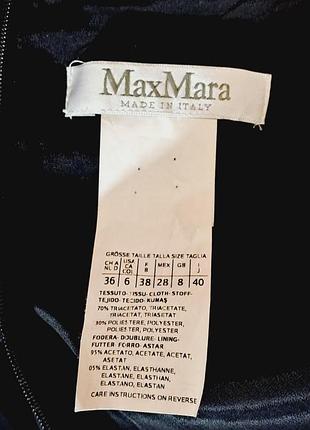 MaxMara
MADE IN ITALY
GRÖSSE TAILLE TALLA SIZE TAGLIA
CH A NL D USA CA CO F B MEX GB I J
36 6 38 28 8 40
TESSUTO-TISSU-CLOTH-STOFF-
TEJIDO-TECIDO-KUMAŞ
70% TRIACETATO, TRIACETATE,
TRIACETAT, TRIASETAT
30% POLIESTERE, POLYESTER,
POLIESTER, POLYESTER
FODERA-DOUBLURE-LINING-
FUTTER-FORRO-ASTAR
95% ACETATO, ACETATE, ACETAT,
ASETAT
05% ELASTAN, ELASTHANNE,
ELASTANE, ELASTHAN,
ELASTANO, ELASTAN
CARE INSTRUCTIONS ON REVERSE